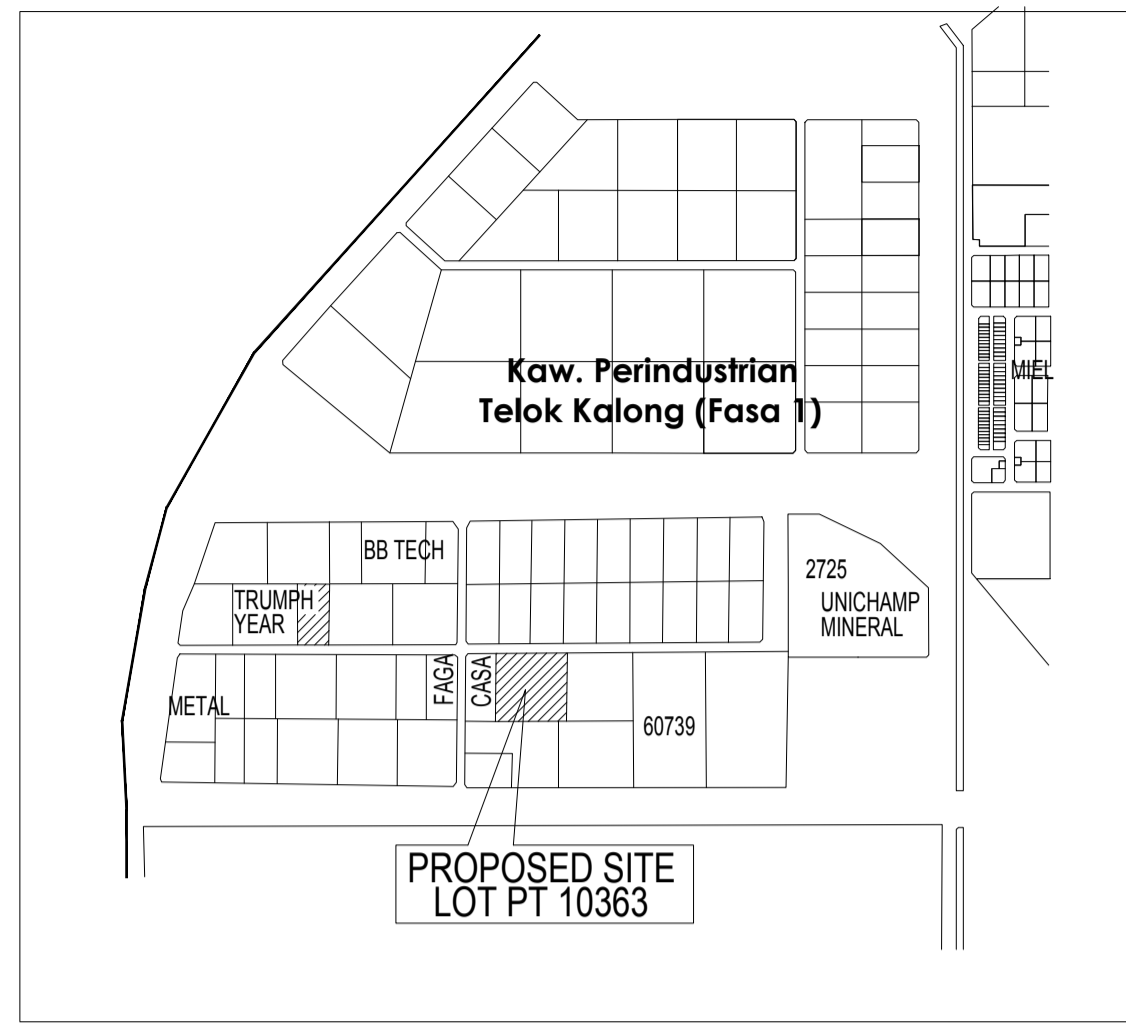 Kaw. Perindustrian
Telok Kalong (Fasa 1)
MIEL
BB TECH
2725
UNICHAMP
MINERAL
TRUMPH
YEAR
METAL
FAGA
CASA
60739
PROPOSED SITE
LOT PT 10363